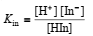 K_in = [H⁺] [In⁻] / [HIn]